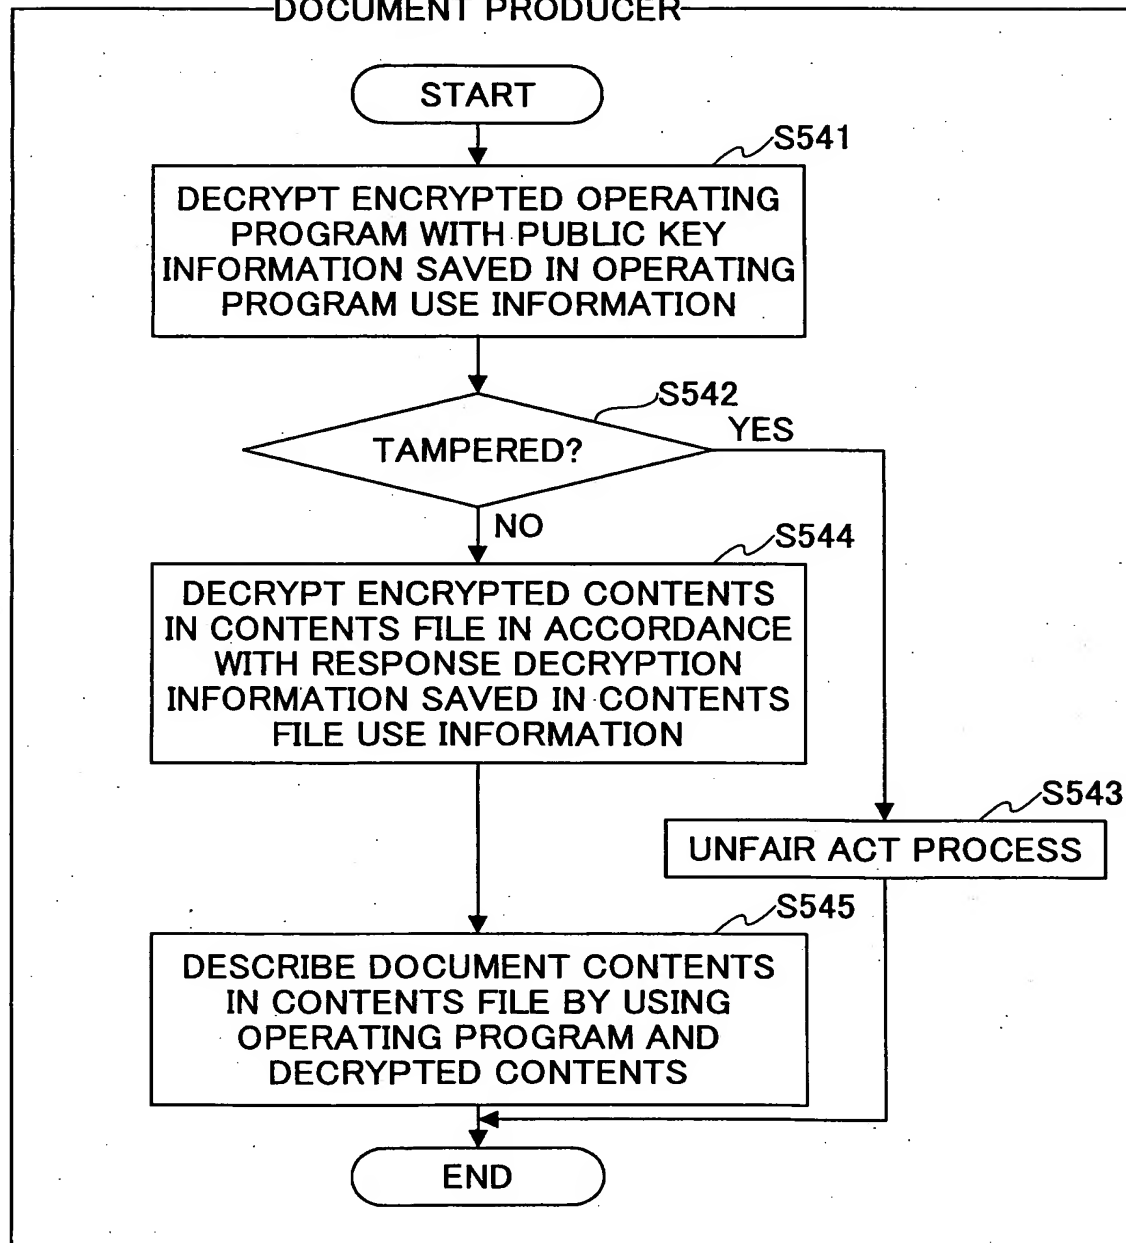 DOCUMENT PRODUCER
START
S541
DECRYPT ENCRYPTED OPERATING
PROGRAM WITH PUBLIC KEY
INFORMATION SAVED IN OPERATING
PROGRAM USE INFORMATION
S542
TAMPERED?
YES
NO
S544
DECRYPT ENCRYPTED CONTENTS
IN CONTENTS FILE IN ACCORDANCE
WITH RESPONSE DECRYPTION
INFORMATION SAVED IN CONTENTS
FILE USE INFORMATION
S543
UNFAIR ACT PROCESS
S545
DESCRIBE DOCUMENT CONTENTS
IN CONTENTS FILE BY USING
OPERATING PROGRAM AND
DECRYPTED CONTENTS
END